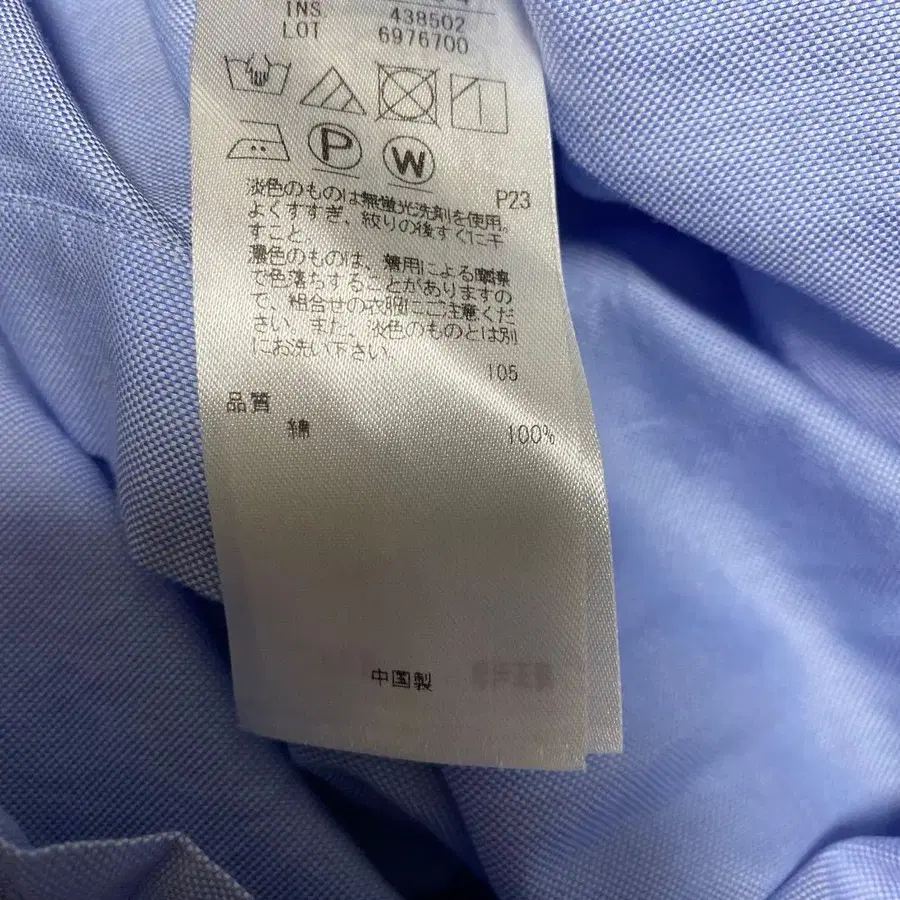 INS. 438502
LOT 6976700
P W
P23
淡色のものは無蛍光洗剤を使用。
よくすすぎ、絞りの後すぐに干
すこと。
濃色のものは、着用による摩擦
で色落ちすることがありますの
で、組合せの衣服にご注意くだ
さい。また、淡色のものとは別
にお洗い下さい。
105
品質
綿 100%
中国製